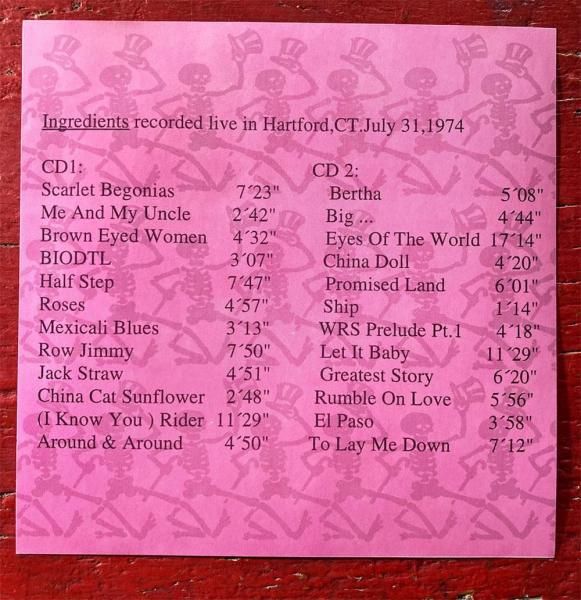 Ingredients recorded live in Hartford,CT.July 31,1974
CD1:
Scarlet Begonias 7´23"
Me And My Uncle 2´42"
Brown Eyed Women 4´32"
BIODTL 3´07"
Half Step 7´47"
Roses 4´57"
Mexicali Blues 3´13"
Row Jimmy 7´50"
Jack Straw 4´51"
China Cat Sunflower 2´48"
(I Know You ) Rider 11´29"
Around & Around 4´50"
CD 2:
Bertha 5´08"
Big ... 4´44"
Eyes Of The World 17´14"
China Doll 4´20"
Promised Land 6´01"
Ship 1´14"
WRS Prelude Pt.1 4´18"
Let It Baby 11´29"
Greatest Story 6´20"
Rumble On Love 5´56"
El Paso 3´58"
To Lay Me Down 7´12"